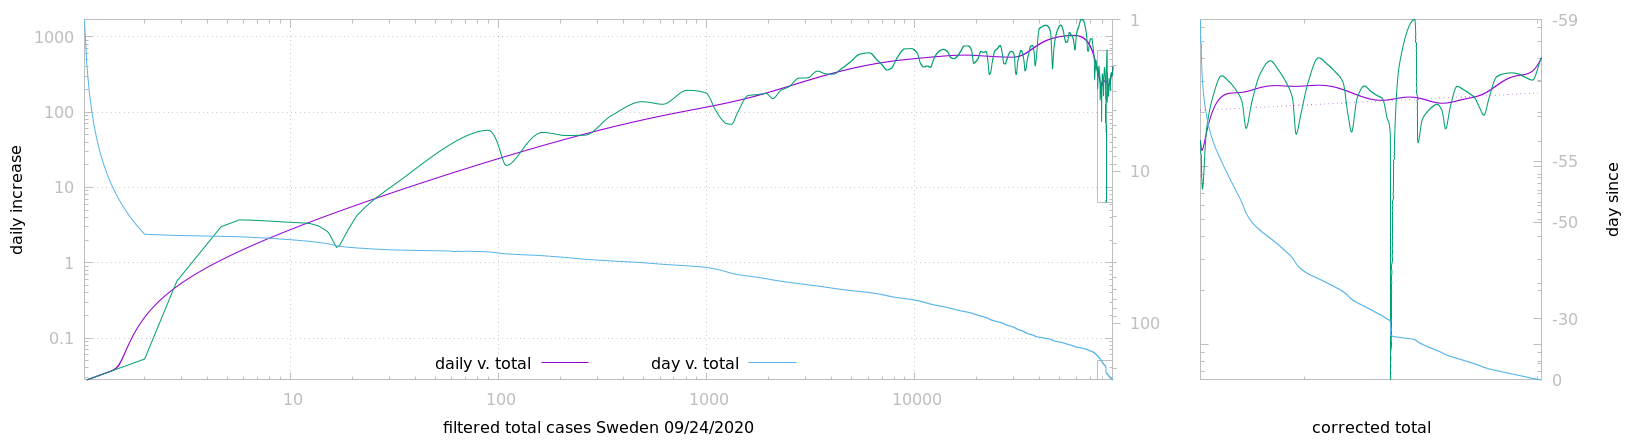 daily increase
1000
100
10
1
0.1
daily v. total
day v. total
10
100
1000
10000
filtered total cases Sweden 09/24/2020
1
10
100
-59
-55
-50
-30
0
day since
corrected total